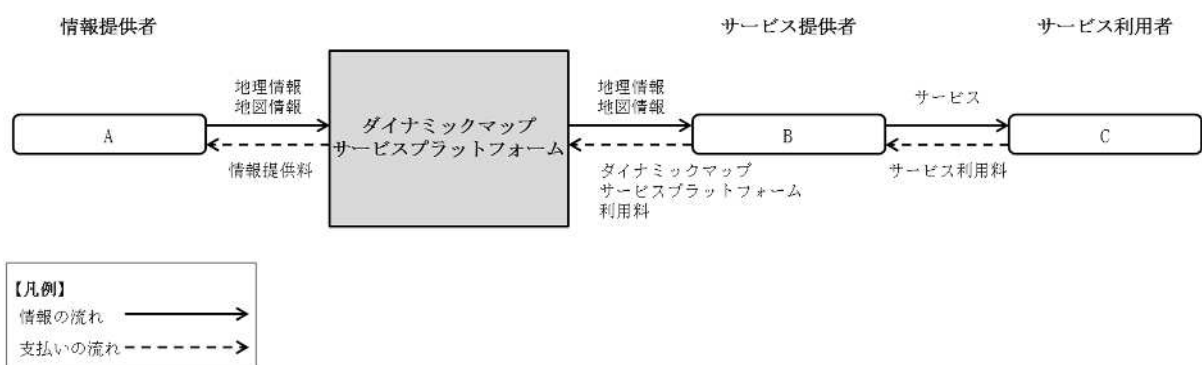 情報提供者
サービス提供者
サービス利用者
地理情報
地図情報
地理情報
地図情報
サービス
A
ダイナミックマップ
サービスプラットフォーム
B
C
情報提供料
ダイナミックマップ
サービスプラットフォーム
利用料
サービス利用料
【凡例】
情報の流れ
支払いの流れ